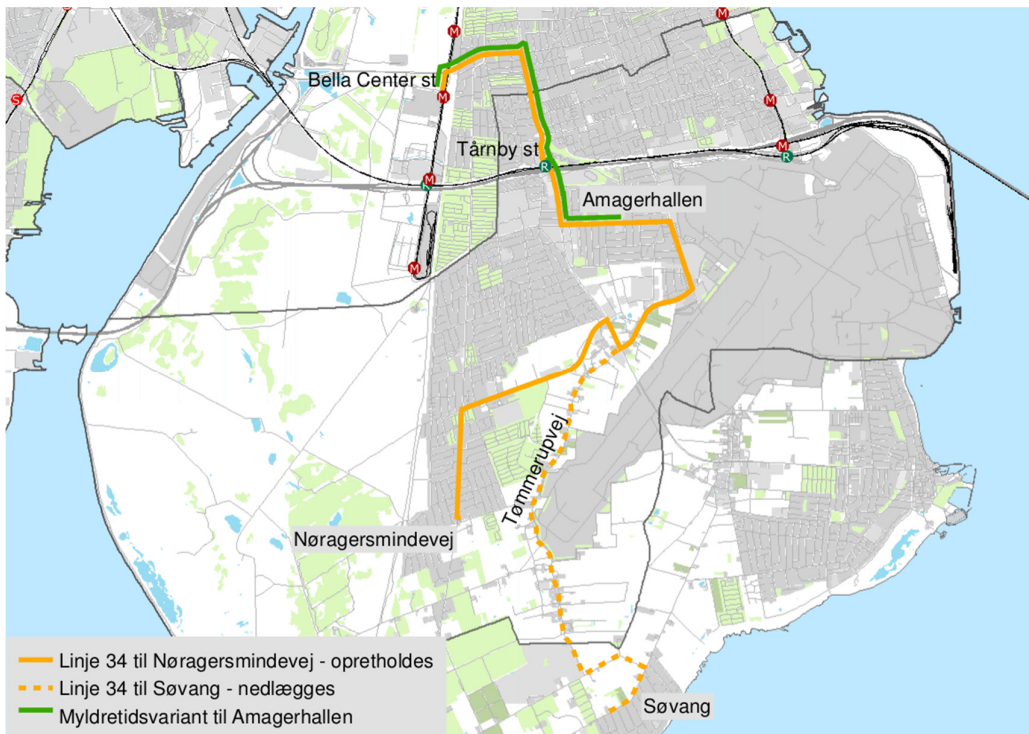 M
M
S
Bella Center st
M
M
Tårnby st
M
R
M
R
R
Amagerhallen
M
Tømmerupvej
Nøragersmindevej
Linje 34 til Nøragersmindevej - opretholdes
Linje 34 til Søvang - nedlægges
Søvang
Myldretidsvariant til Amagerhallen